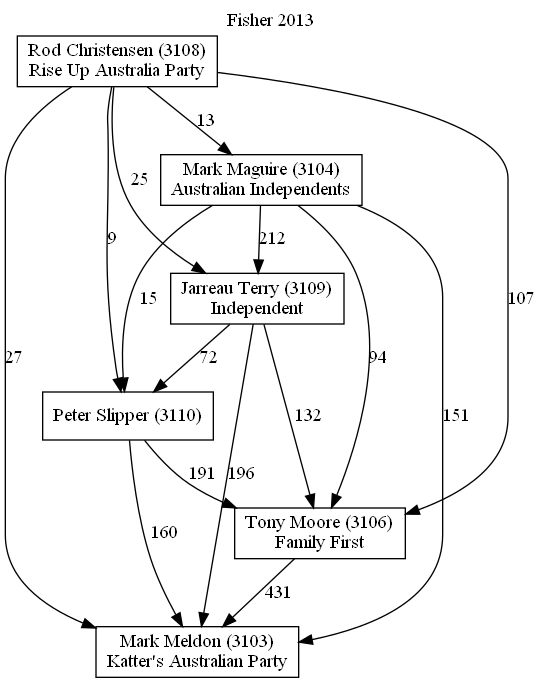 Fisher 2013
Rod Christensen (3108)
Rise Up Australia Party
13
Mark Maguire (3104)
Australian Independents
25
9
212
Jarreau Terry (3109)
Independent
15
107
27
72
94
Peter Slipper (3110)
132
151
191
196
Tony Moore (3106)
Family First
160
431
Mark Meldon (3103)
Katter's Australian Party